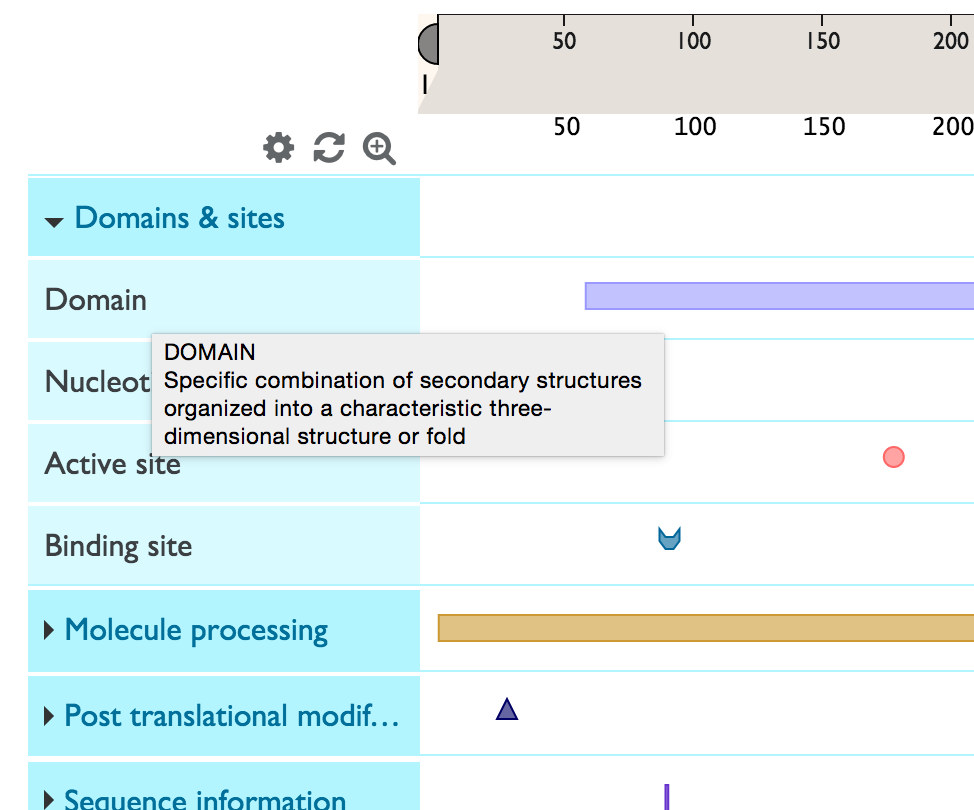 50 100 150 200
50 100 150 200
Domains & sites
Domain
DOMAIN
Specific combination of secondary structures
organized into a characteristic three-
dimensional structure or fold
Nucleot
Active site
Binding site
Molecule processing
Post translational modif...
Sequence information